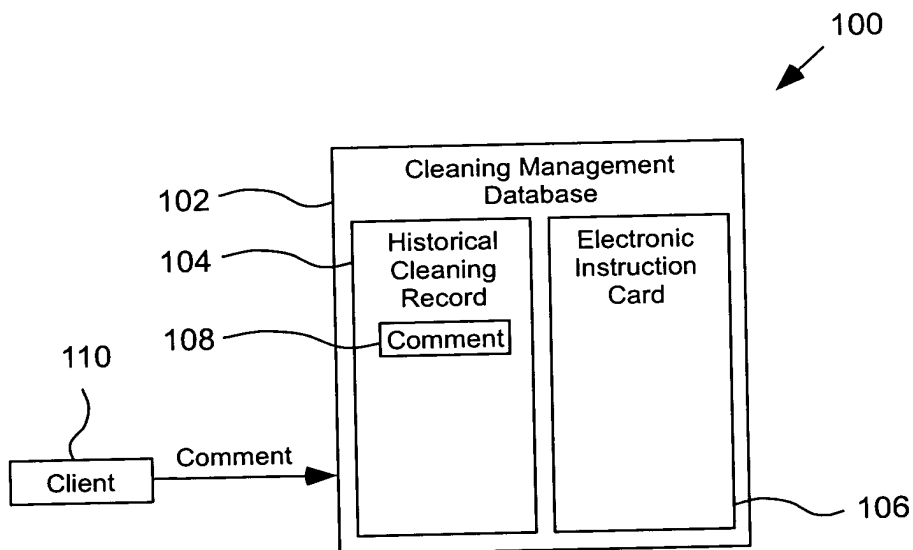 100
Cleaning Management
Database
102
Historical
Cleaning
Record
Electronic
Instruction
Card
104
Comment
108
110
Comment
Client
106